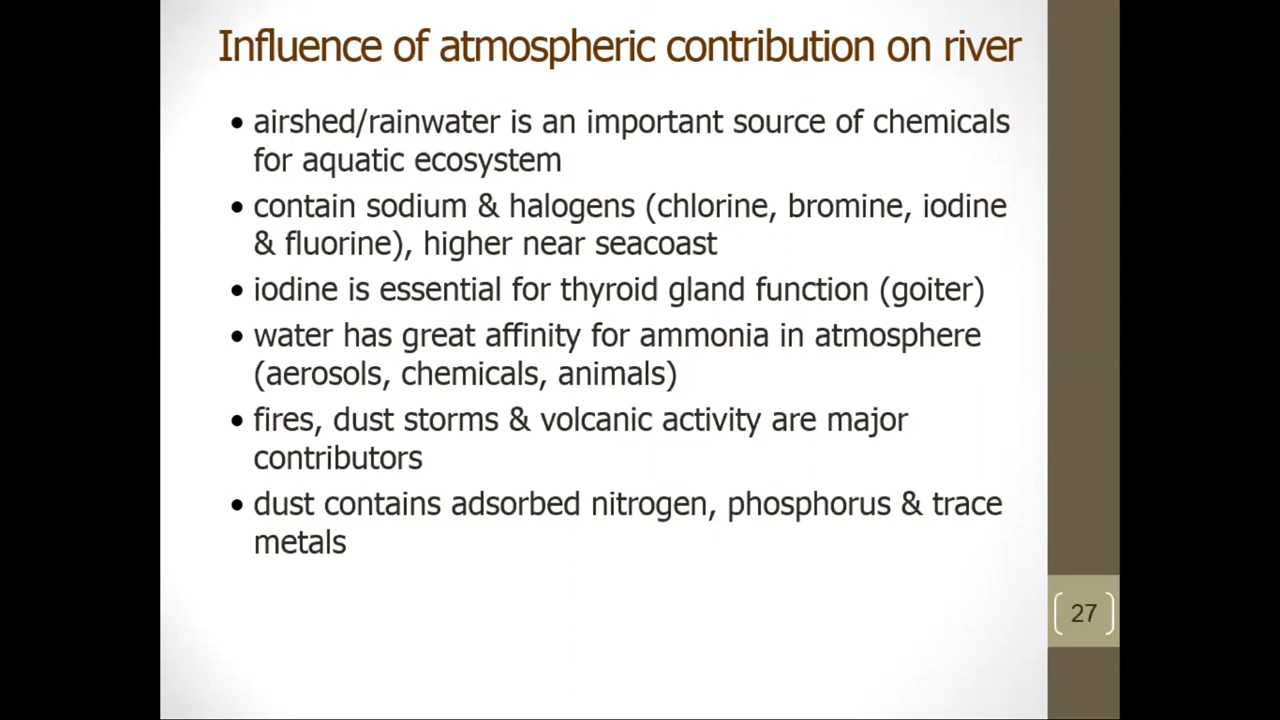 Influence of atmospheric contribution on river
• airshed/rainwater is an important source of chemicals
for aquatic ecosystem
• contain sodium & halogens (chlorine, bromine, iodine
& fluorine), higher near seacoast
• iodine is essential for thyroid gland function (goiter)
• water has great affinity for ammonia in atmosphere
(aerosols, chemicals, animals)
• fires, dust storms & volcanic activity are major
contributors
• dust contains adsorbed nitrogen, phosphorus & trace
metals
27